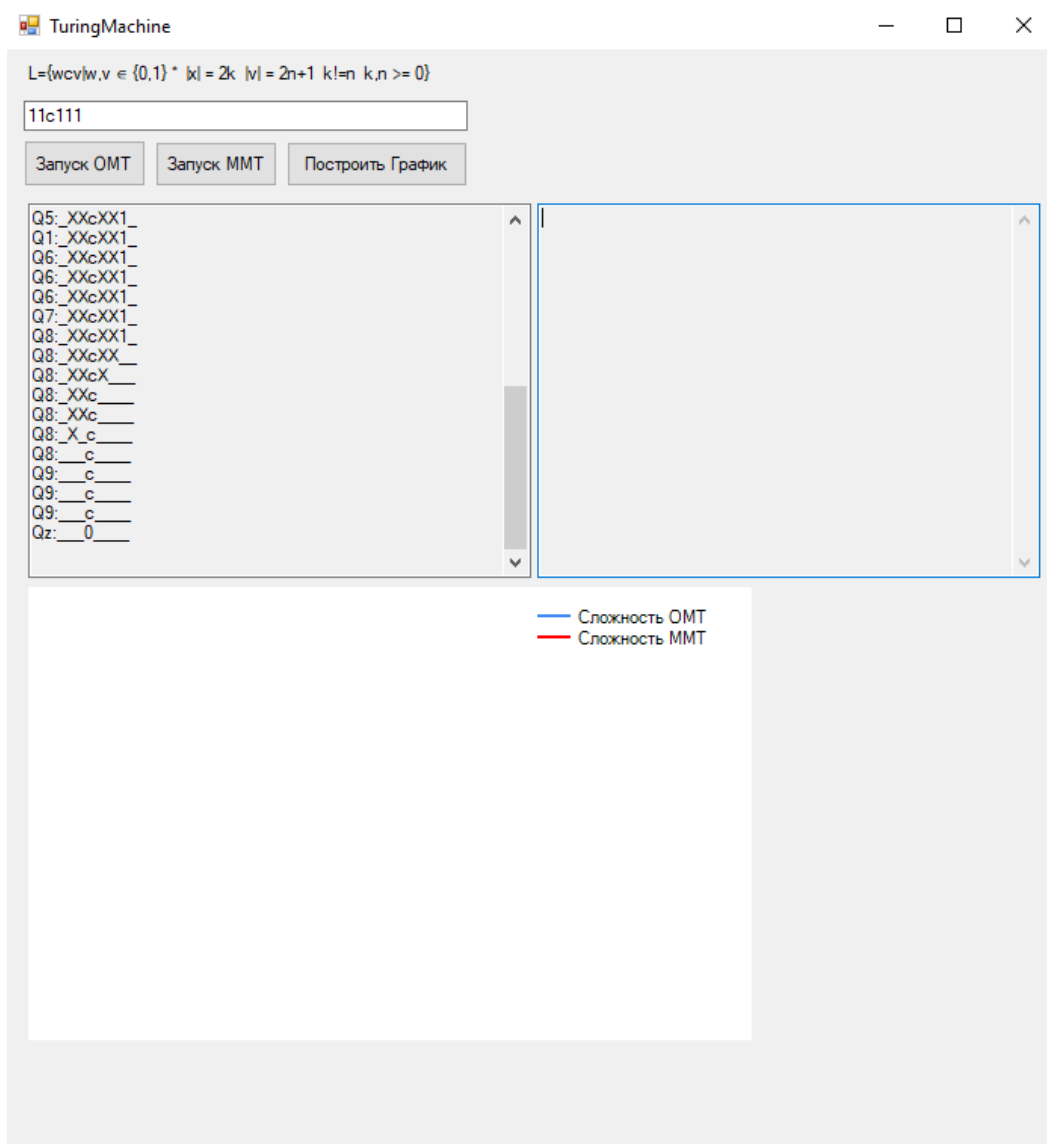 TuringMachine
L={wcv|w,v ∈ {0,1} * |x| = 2k |v| = 2n+1 k!=n k,n >= 0}
11c111
Запуск ОМТ Запуск ММТ Построить График
Q5:_XXcXX1_
Q1:_XXcXX1_
Q6:_XXcXX1_
Q6:_XXcXX1_
Q6:_XXcXX1_
Q7:_XXcXX1_
Q8:_XXcXX1_
Q8:_XXcXX__
Q8:_XXcX___
Q8:_XXc____
Q8:_XXc____
Q8:_X_c____
Q8:___c____
Q9:___c____
Q9:___c____
Q9:___c____
Qz:___0____
Сложность ОМТ
Сложность ММТ